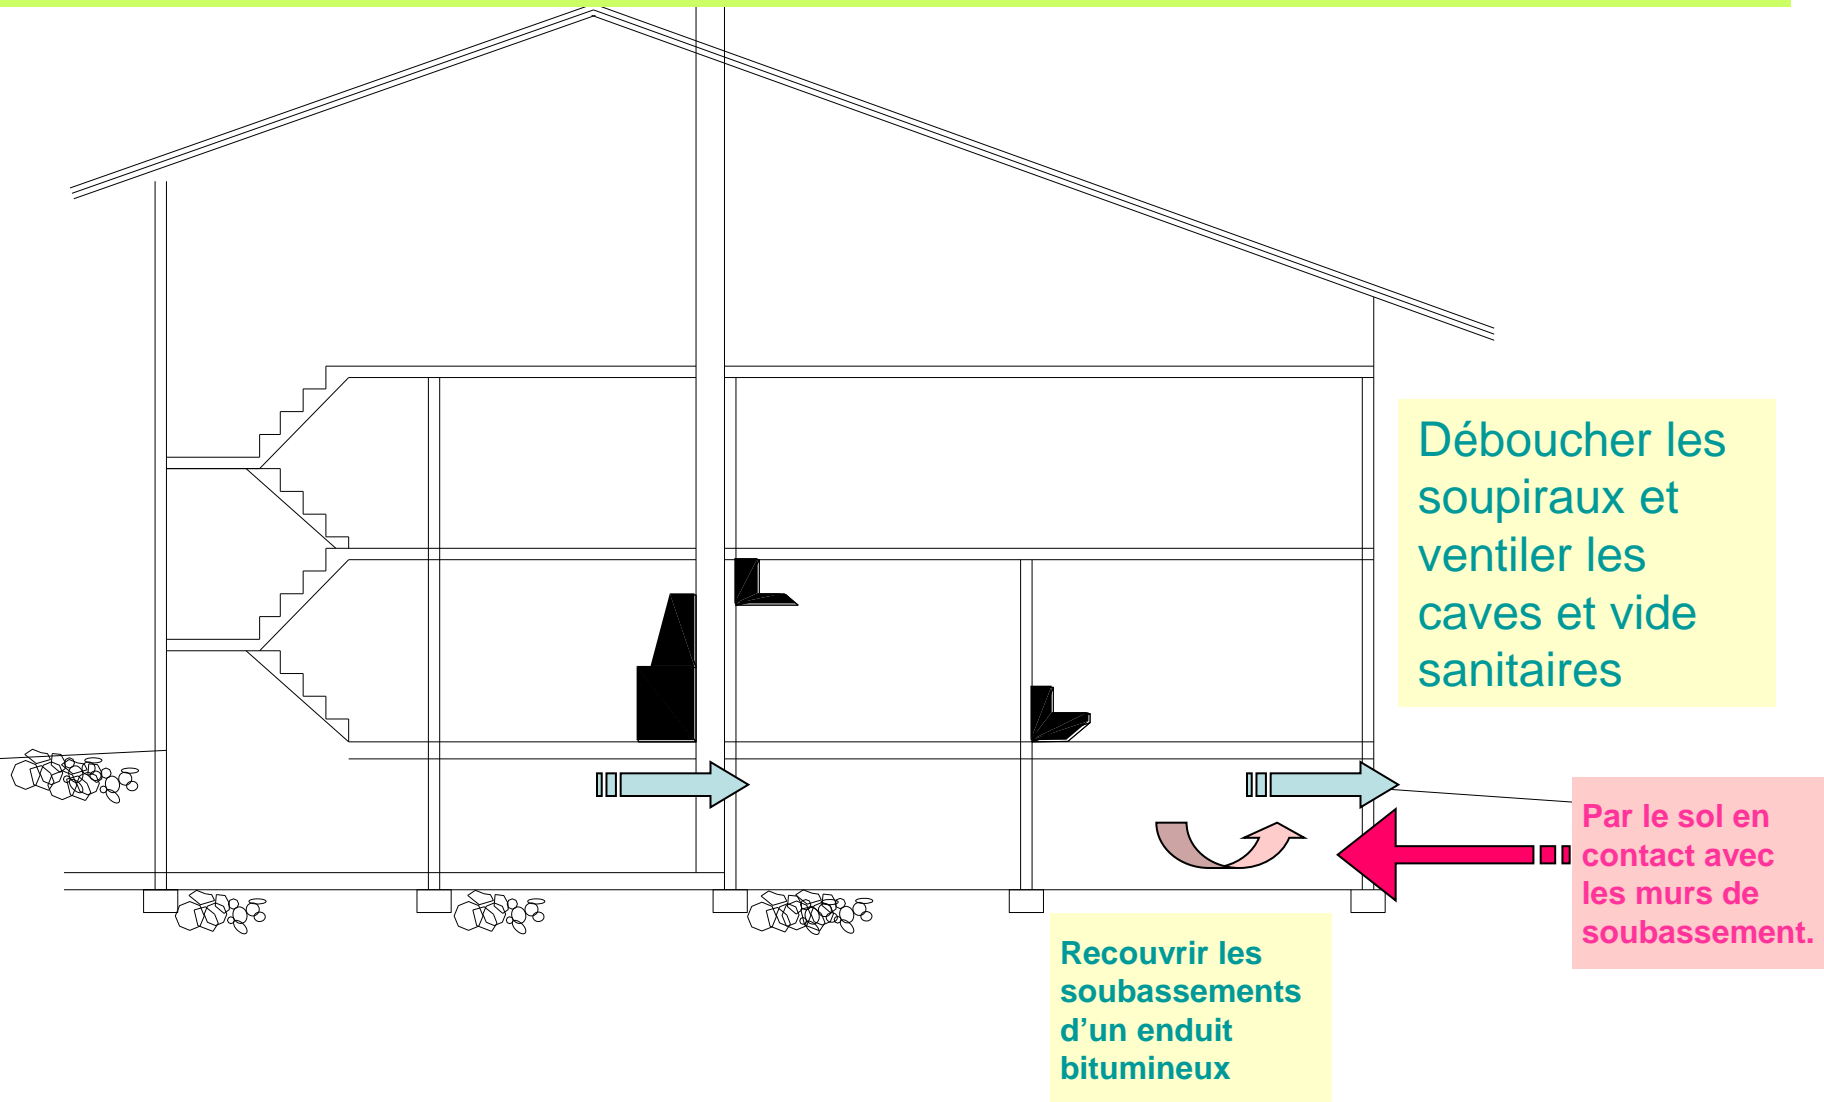 Déboucher les
soupiraux et
ventiler les
caves et vide
sanitaires
Par le sol en
contact avec
les murs de
soubassement.
Recouvrir les
soubassements
d’un enduit
bitumineux